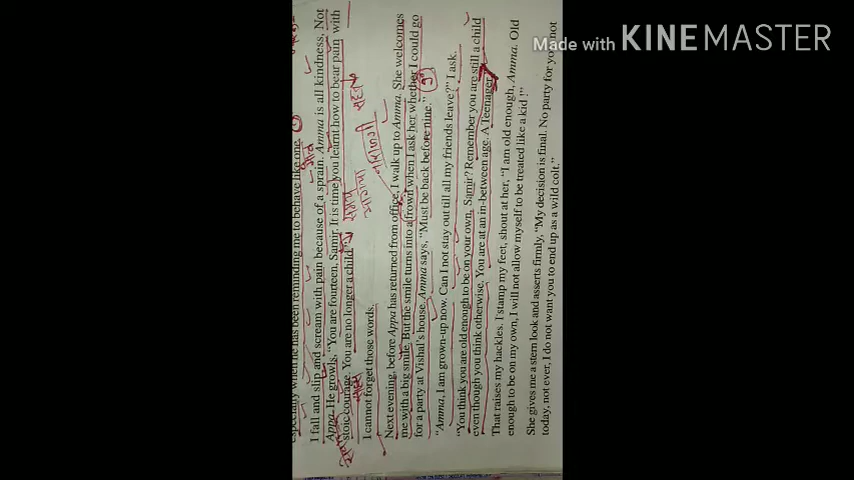 especially when he has been reminding me to behave like one.
I fall and slip and scream with pain because of a sprain. Amma is all kindness. Not
Appa. He growls, "You are fourteen, Samir. It is time you learnt how to bear pain with
stoic courage. You are no longer a child."
समय
साहस
I cannot forget those words.
Next evening, before Appa has returned from office, I walk up to Amma. She welcomes
me with a big smile. But the smile turns into a frown when I ask her whether I could go
for a party at Vishal's house. Amma says, "Must be back before nine."
"Amma, I am grown-up now. Can I not stay out till all my friends leave?" I ask.
"You think you are old enough to be on your own, Samir? Remember you are still a child
even though you think otherwise. You are at an in-between age. A Teenager."
That raises my hackles. I stamp my feet, shout at her, "I am old enough, Amma. Old
enough to be on my own, I will not allow myself to be treated like a kid!"
She gives me a stern look and asserts firmly, "My decision is final. No party for you not
today, not ever, I do not want you to end up as a wild colt."
Made with KINEMASTER